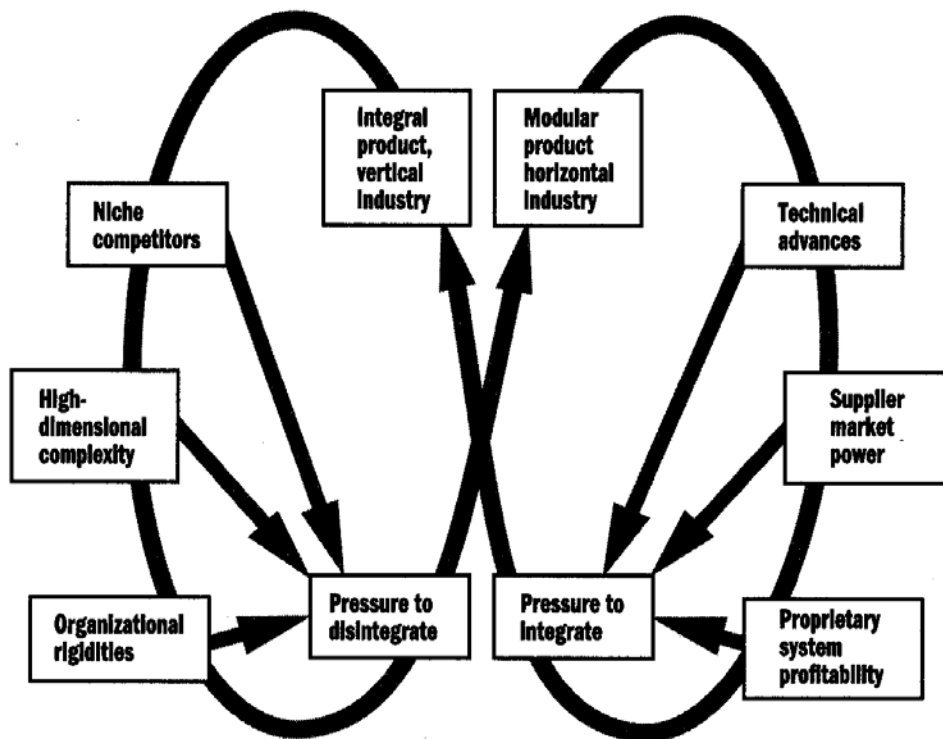 Integral
product,
vertical
industry
Modular
product
horizontal
industry
Niche
competitors
Technical
advances
High-
dimensional
complexity
Supplier
market
power
Organizational
rigidities
Pressure to
disintegrate
Pressure to
integrate
Proprietary
system
profitability